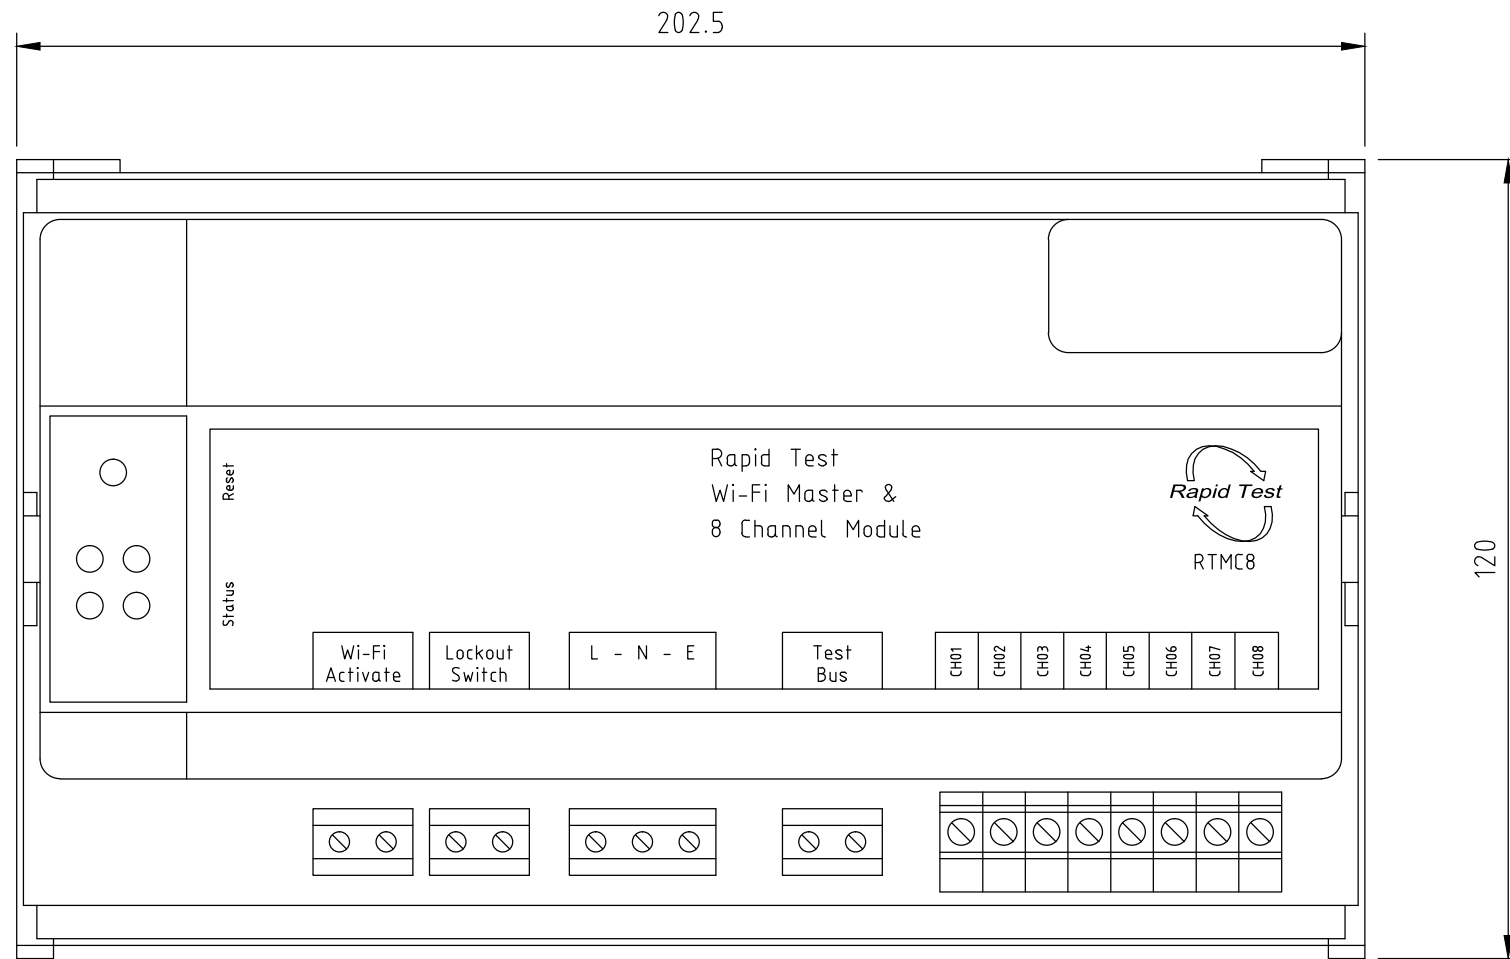 202.5
Rapid Test
Wi-Fi Master &
8 Channel Module
Rapid Test
RTMC8
Reset
Status
120
Wi-Fi
Activate
Lockout
Switch
L - N - E
Test
Bus
CH01
CH02
CH03
CH04
CH05
CH06
CH07
CH08